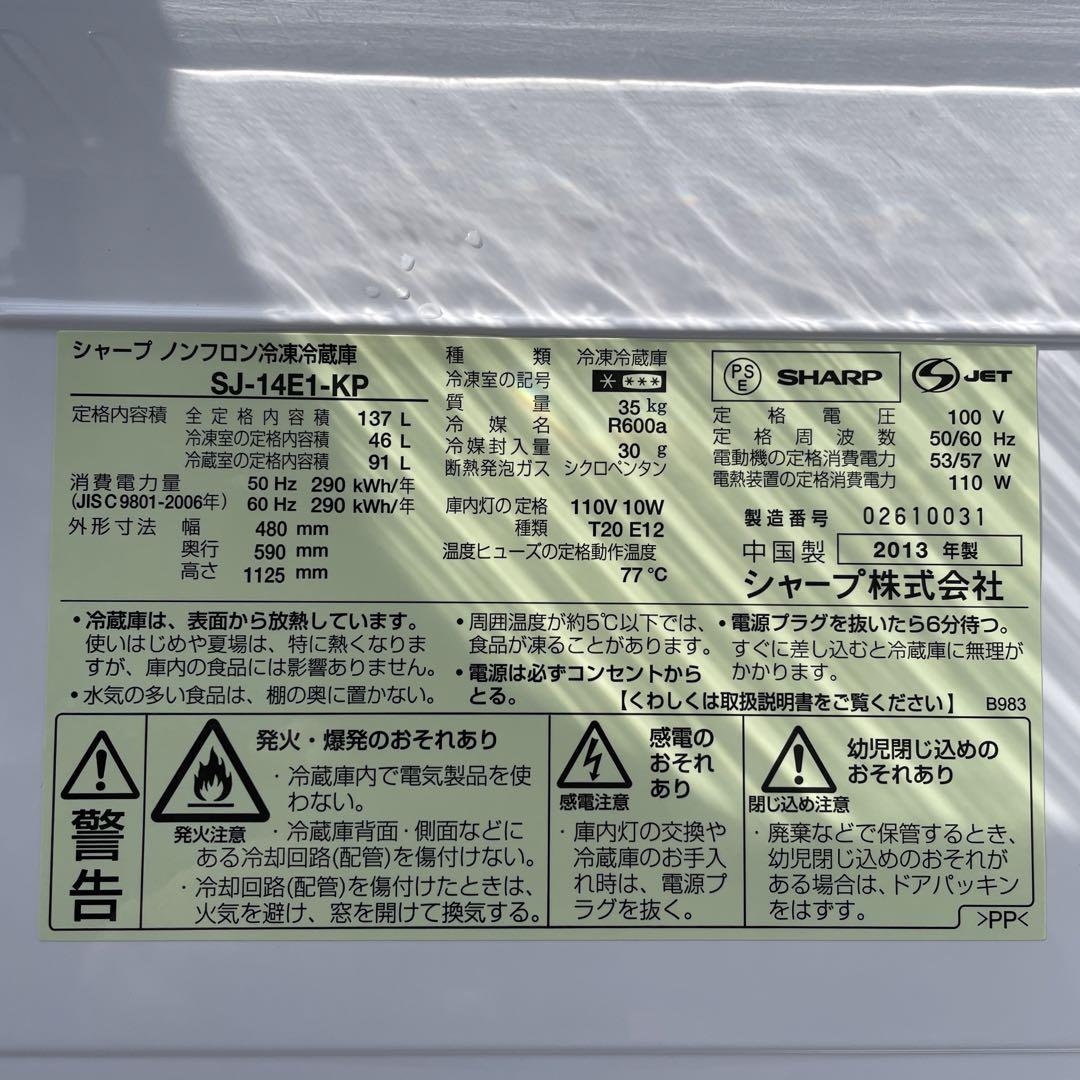 シャープ ノンフロン冷凍冷蔵庫
SJ-14E1-KP
定格内容積 全定格内容積 137 L
冷凍室の定格内容積 46 L
冷蔵室の定格内容積 91 L
消費電力量 50 Hz 290 kWh/年
(JIS C 9801-2006年) 60 Hz 290 kWh/年
外形寸法 幅 480 mm
奥行 590 mm
高さ 1125 mm
種類 冷凍冷蔵庫
冷凍室の記号 * ***
質量 35 kg
冷媒名 R600a
冷媒封入量 30 g
断熱発泡ガス シクロペンタン
庫内灯の定格 110V 10W
種類 T20 E12
温度ヒューズの定格動作温度
77 ℃
PS
E
SHARP
S JET
定格電圧 100 V
定格周波数 50/60 Hz
電動機の定格消費電力 53/57 W
電熱装置の定格消費電力 110 W
製造番号 02610031
中国製 2013 年製
シャープ株式会社
・冷蔵庫は、表面から放熱しています。
使いはじめや夏場は、特に熱くなりま
すが、庫内の食品には影響ありません。
・水気の多い食品は、棚の奥に置かない。
・周囲温度が約5℃以下では、
食品が凍ることがあります。
・電源は必ずコンセントから
とる。
・電源プラグを抜いたら6分待つ。
すぐに差し込むと冷蔵庫に無理が
かかります。
【くわしくは取扱説明書をご覧ください】 B983
警告
発火注意
発火・爆発のおそれあり
・冷蔵庫内で電気製品を使
わない。
・冷蔵庫背面・側面などに
ある冷却回路(配管)を傷付けない。
・冷却回路(配管)を傷付けたときは、
火気を避け、窓を開けて換気する。
感電注意
感電の
おそれ
あり
・庫内灯の交換や
冷蔵庫のお手入
れ時は、電源プ
ラグを抜く。
閉じ込め注意
幼児閉じ込めの
おそれあり
・廃棄などで保管するとき、
幼児閉じ込めのおそれが
ある場合は、ドアパッキン
をはずす。
>PP<